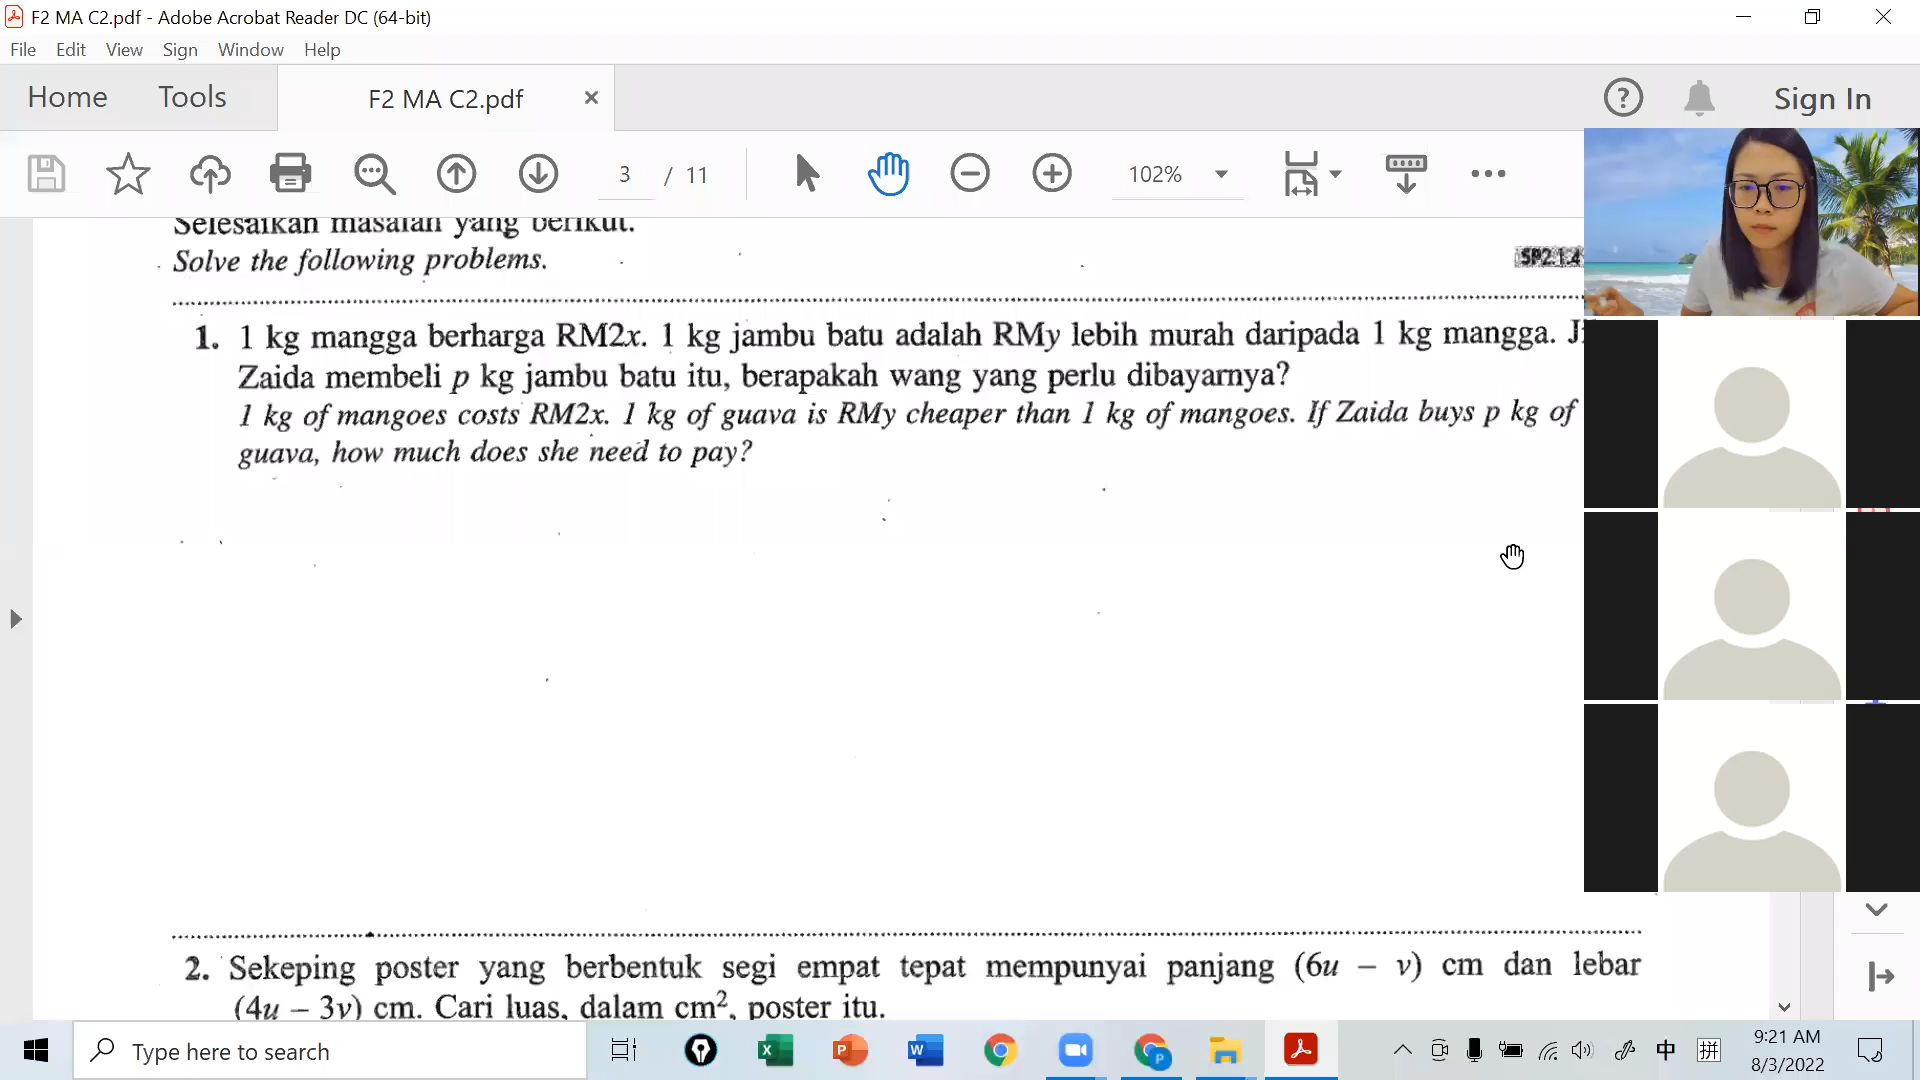 F2 MA C2.pdf - Adobe Acrobat Reader DC (64-bit)
File Edit View Sign Window Help
Home Tools F2 MA C2.pdf Sign In
3 / 11 102%
Selesaikan masalah yang berikut.
Solve the following problems.
SP2.1.4
1. 1 kg mangga berharga RM2x. 1 kg jambu batu adalah RMy lebih murah daripada 1 kg mangga.
Zaida membeli p kg jambu batu itu, berapakah wang yang perlu dibayarnya?
1 kg of mangoes costs RM2x. 1 kg of guava is RMy cheaper than 1 kg of mangoes. If Zaida buys p kg of
guava, how much does she need to pay?
2. Sekeping poster yang berbentuk segi empat tepat mempunyai panjang (6u – v) cm dan lebar
(4u – 3v) cm. Cari luas, dalam cm², poster itu.
Type here to search
中 拼
9:21 AM
8/3/2022